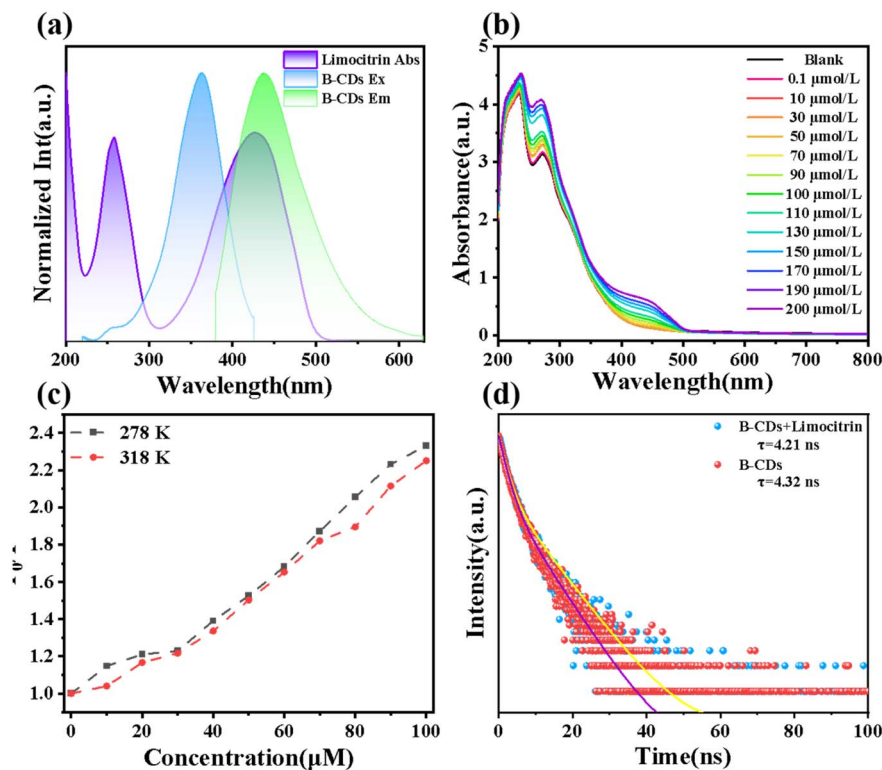 (a)
Normalized Int(a.u.)
Limocitrin Abs
B-CDs Ex
B-CDs Em
200
300
400
500
600
Wavelength(nm)
(b)
Absorbance(a.u.)
5
4
3
2
1
0
Blank
0.1 μmol/L
10 μmol/L
30 μmol/L
50 μmol/L
70 μmol/L
90 μmol/L
100 μmol/L
110 μmol/L
130 μmol/L
150 μmol/L
170 μmol/L
190 μmol/L
200 μmol/L
200
300
400
500
600
700
800
Wavelength(nm)
(c)
2.4
2.2
2.0
1.8
1.6
1.4
1.2
1.0
278 K
318 K
0
20
40
60
80
100
Concentration(μM)
(d)
Intensity(a.u.)
B-CDs+Limocitrin
τ=4.21 ns
B-CDs
τ=4.32 ns
0
20
40
60
80
100
Time(ns)